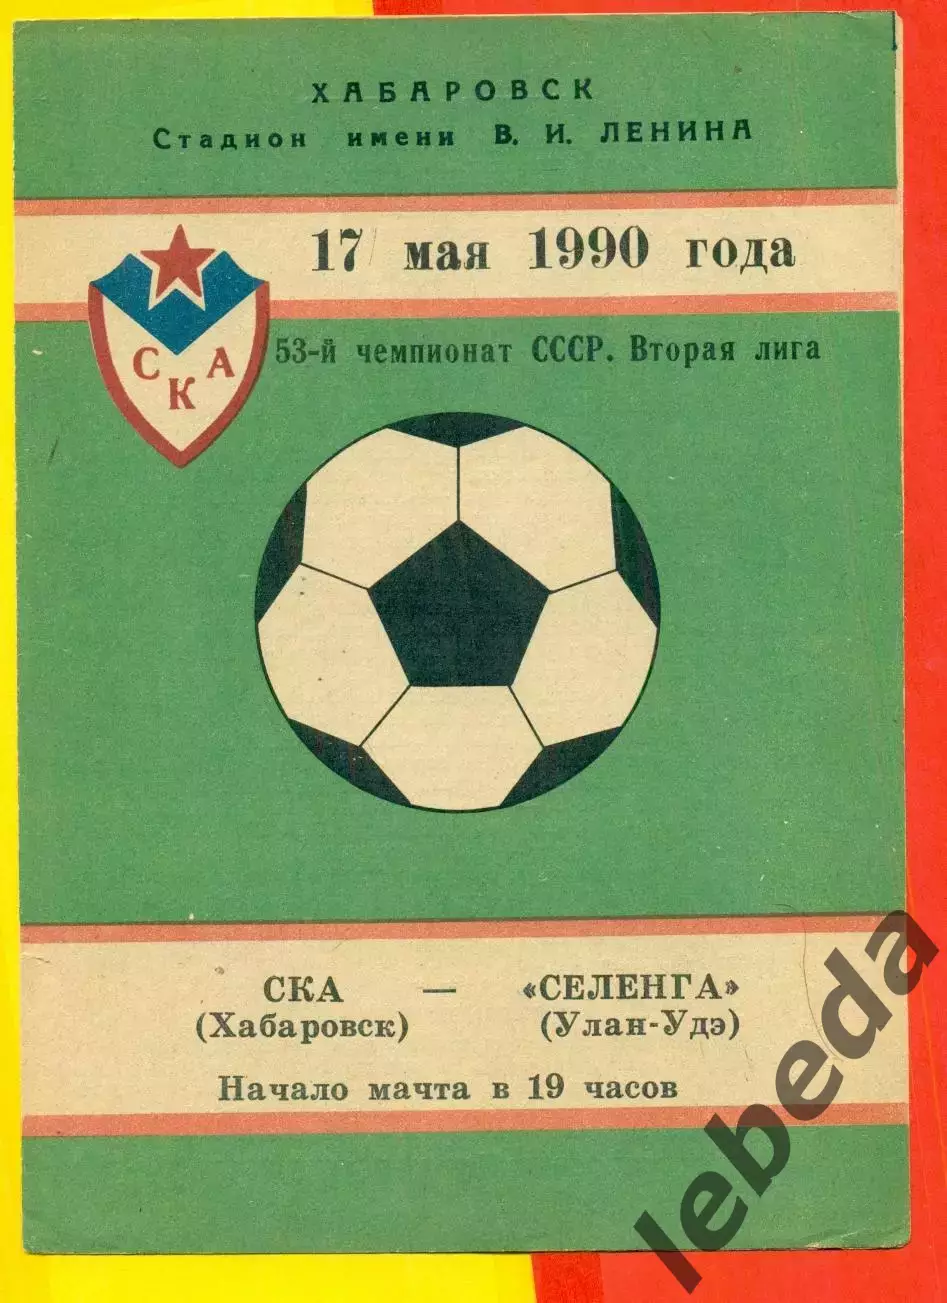 ХАБАРОВСК
Стадион имени В. И. ЛЕНИНА
17 мая 1990 года
СКА
53-й чемпионат СССР. Вторая лига
СКА — «СЕЛЕНГА»
(Хабаровск) (Улан-Удэ)
Начало мачта в 19 часов
lebeda